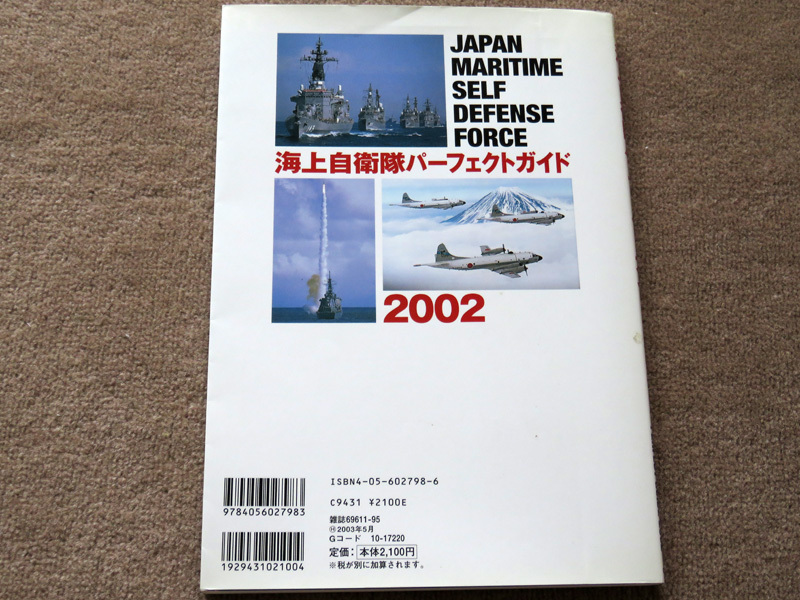 JAPAN
MARITIME
SELF
DEFENSE
FORCE
海上自衛隊パーフェクトガイド
2002
ISBN4-05-602798-6
C9431 ¥2100E
9784056027983
雑誌69611-95
Ⓗ2003年5月
Gコード 10-17220
定価：本体2,100円
※税が別に加算されます。
1929431021004